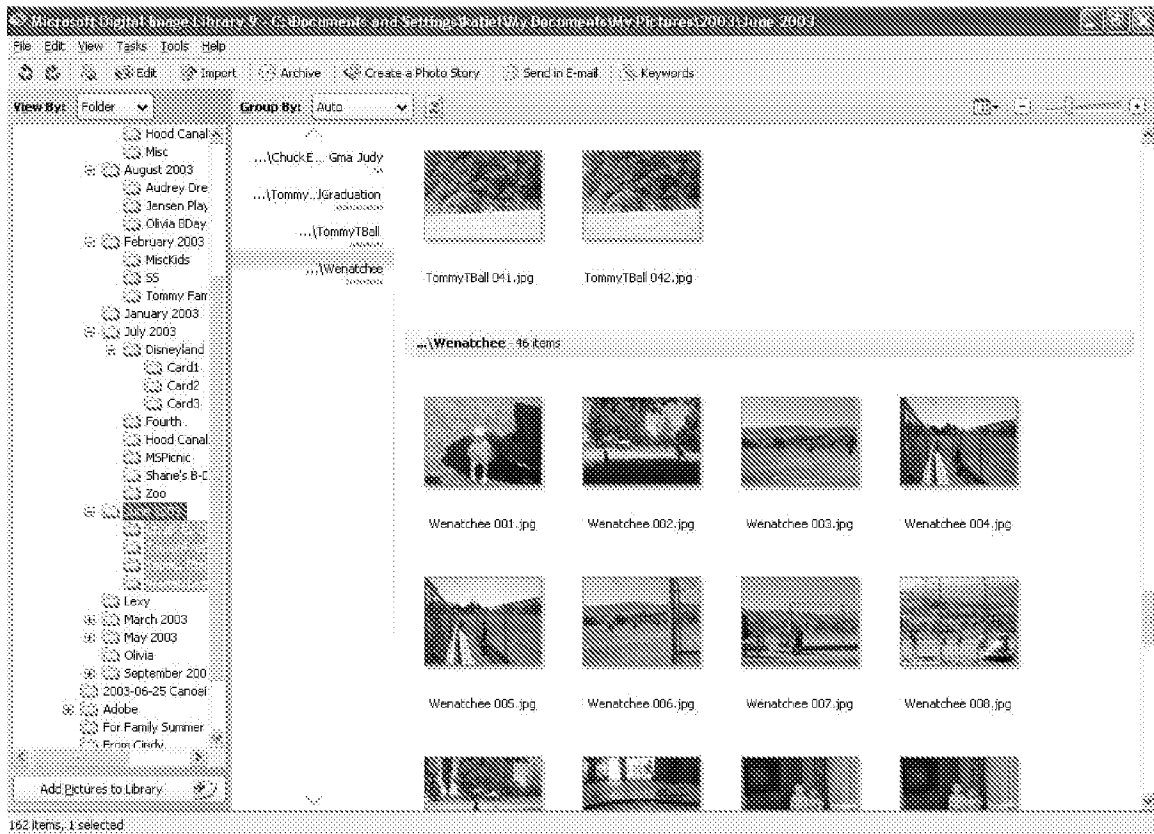 Microsoft Digital Image Library 9 - C:\Documents and Settings\katiel\My Documents\My Pictures\2003\June 2003
File Edit View Tasks Tools Help
Edit Import Archive Create a Photo Story Send in E-mail Keywords
View By: Folder Group By: Auto
Hood Canal
Misc
August 2003
Audrey Dre
Jensen Play
Olivia BDay
February 2003
MiscKids
SS
Tommy Fam
January 2003
July 2003
Disneyland
Card1
Card2
Card3
Fourth
Hood Canal
MSPicnic
Shane's B-D
Zoo
Lexy
March 2003
May 2003
Olivia
September 200
2003-06-25 Canoei
Adobe
For Family Summer
From Cindy
Add Pictures to Library
...\ChuckE... Gma Judy
...\Tommy...lGraduation
...\TommyTBall
...\Wenatchee
TommyTBall 041.jpg TommyTBall 042.jpg
...\Wenatchee - 46 items
Wenatchee 001.jpg Wenatchee 002.jpg Wenatchee 003.jpg Wenatchee 004.jpg
Wenatchee 005.jpg Wenatchee 006.jpg Wenatchee 007.jpg Wenatchee 008.jpg
162 items, 1 selected